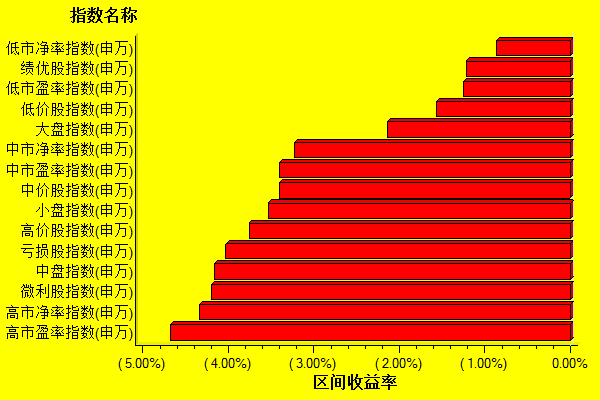 指数名称
低市净率指数(申万)
绩优股指数(申万)
低市盈率指数(申万)
低价股指数(申万)
大盘指数(申万)
中市净率指数(申万)
中市盈率指数(申万)
中价股指数(申万)
小盘指数(申万)
高价股指数(申万)
亏损股指数(申万)
中盘指数(申万)
微利股指数(申万)
高市净率指数(申万)
高市盈率指数(申万)
(5.00%) (4.00%) (3.00%) (2.00%) (1.00%) 0.00%
区间收益率